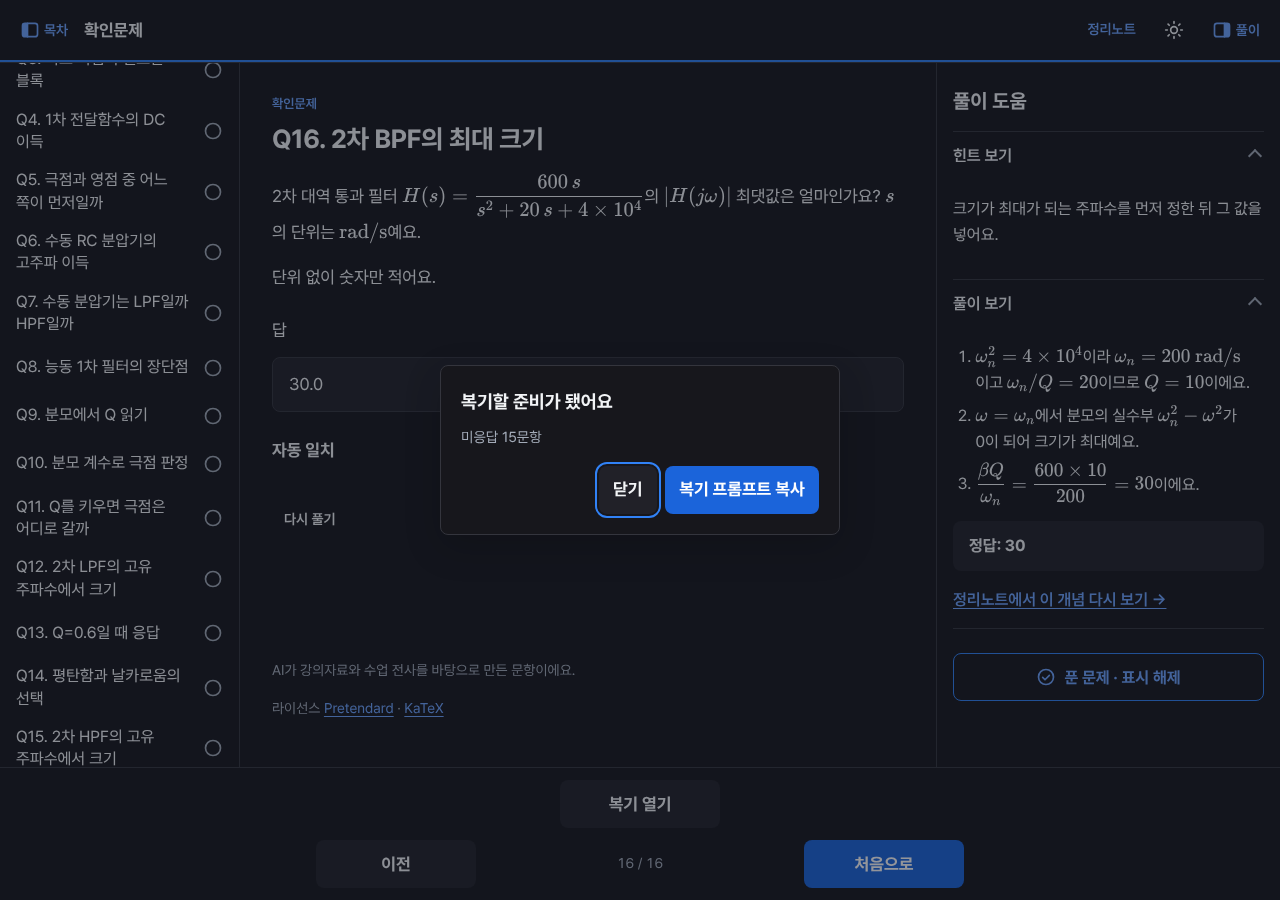 목차 확인문제 정리노트 풀이
블록
Q4. 1차 전달함수의 DC
이득
Q5. 극점과 영점 중 어느
쪽이 먼저일까
Q6. 수동 RC 분압기의
고주파 이득
Q7. 수동 분압기는 LPF일까
HPF일까
Q8. 능동 1차 필터의 장단점
Q9. 분모에서 Q 읽기
Q10. 분모 계수로 극점 판정
Q11. Q를 키우면 극점은
어디로 갈까
Q12. 2차 LPF의 고유
주파수에서 크기
Q13. Q=0.6일 때 응답
Q14. 평탄함과 날카로움의
선택
Q15. 2차 HPF의 고유
주파수에서 크기
확인문제
Q16. 2차 BPF의 최대 크기
2차 대역 통과 필터 H(s) = 600 s / (s² + 20 s + 4 × 10⁴)의 |H(jω)| 최댓값은 얼마인가요? s
의 단위는 rad/s예요.
단위 없이 숫자만 적어요.
답
30.0
자동 일치
다시 풀기
복기할 준비가 됐어요
미응답 15문항
닫기 복기 프롬프트 복사
AI가 강의자료와 수업 전사를 바탕으로 만든 문항이에요.
라이선스 Pretendard · KaTeX
풀이 도움
힌트 보기
크기가 최대가 되는 주파수를 먼저 정한 뒤 그 값을
넣어요.
풀이 보기
1. ωₙ² = 4 × 10⁴이라 ωₙ = 200 rad/s
이고 ωₙ/Q = 20이므로 Q = 10이에요.
2. ω = ωₙ에서 분모의 실수부 ωₙ² − ω²가
0이 되어 크기가 최대예요.
3. βQ/ωₙ = (600 × 10)/200 = 30이에요.
정답: 30
정리노트에서 이 개념 다시 보기 →
푼 문제 · 표시 해제
복기 열기
이전 16 / 16 처음으로